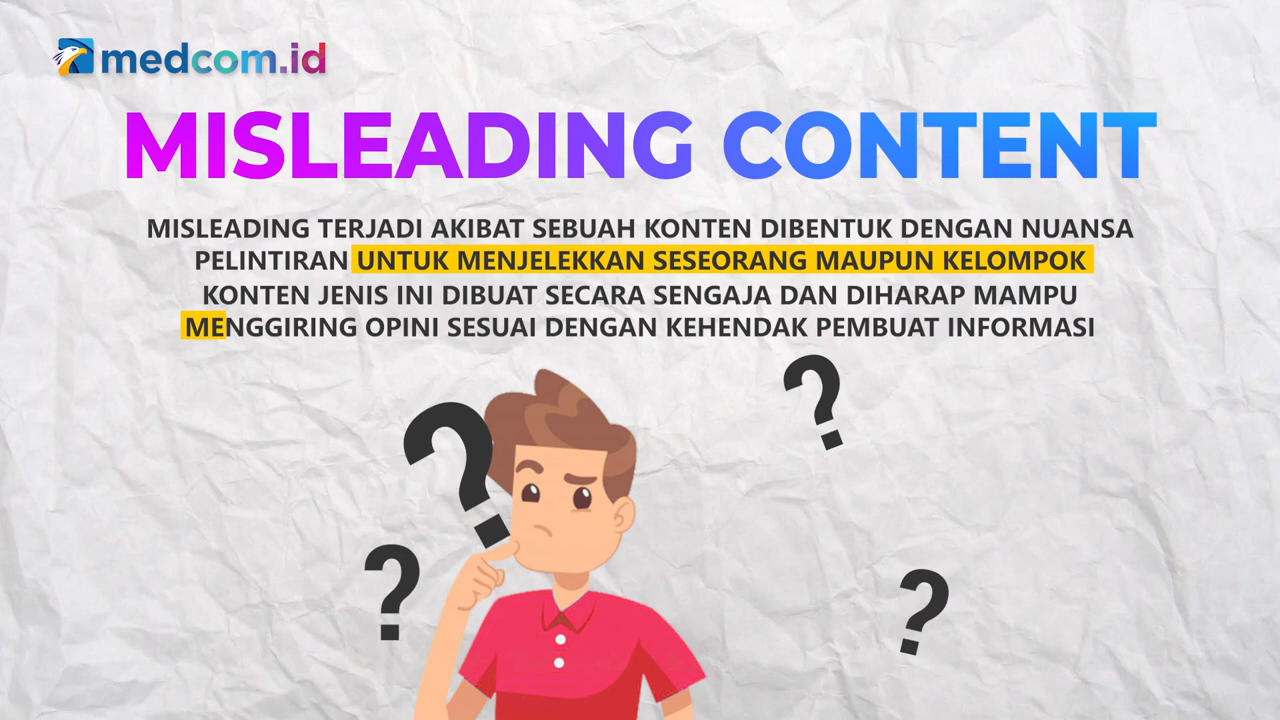 medcom.id
MISLEADING CONTENT
MISLEADING TERJADI AKIBAT SEBUAH KONTEN DIBENTUK DENGAN NUANSA
PELINTIRAN UNTUK MENJELEKKAN SESEORANG MAUPUN KELOMPOK
KONTEN JENIS INI DIBUAT SECARA SENGAJA DAN DIHARAP MAMPU
MENGGIRING OPINI SESUAI DENGAN KEHENDAK PEMBUAT INFORMASI
?
?
?
?